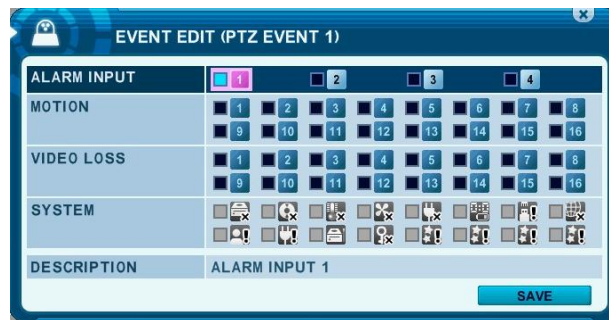 EVENT EDIT (PTZ EVENT 1)
ALARM INPUT 1 2 3 4
MOTION 1 2 3 4 5 6 7 8
9 10 11 12 13 14 15 16
VIDEO LOSS 1 2 3 4 5 6 7 8
9 10 11 12 13 14 15 16
SYSTEM
DESCRIPTION ALARM INPUT 1
SAVE